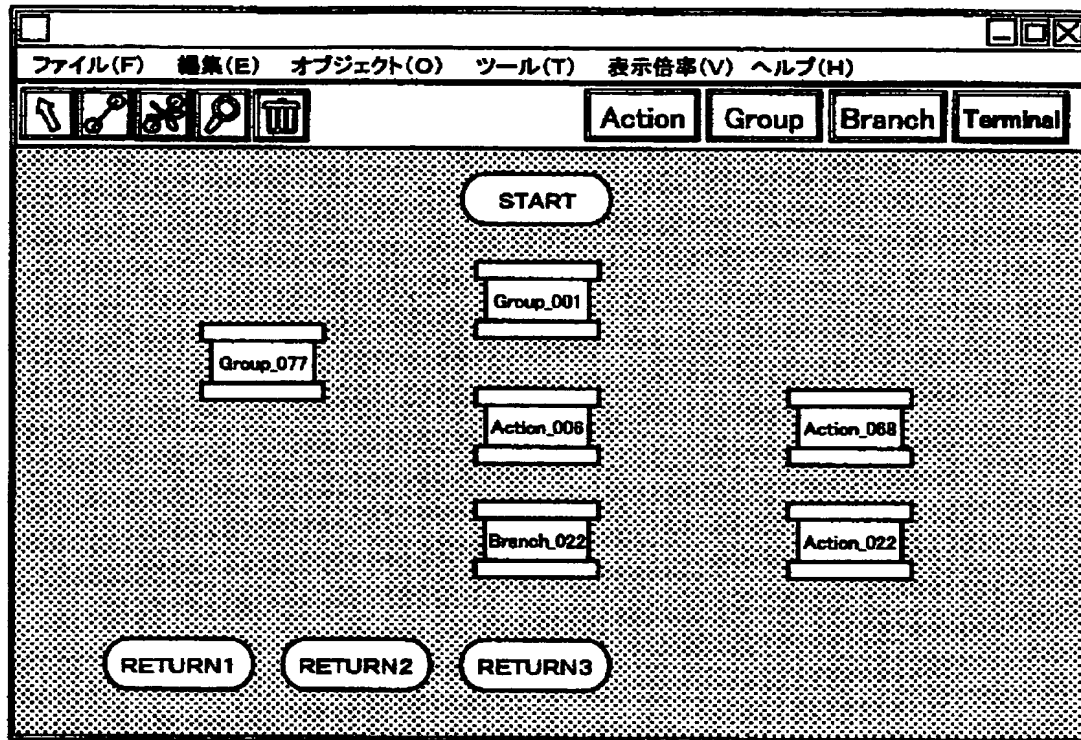 ファイル(F) 編集(E) オブジェクト(O) ツール(T) 表示倍率(V) ヘルプ(H)
Action Group Branch Terminal
START
Group_001
Group_077
Action_006 Action_068
Branch_022 Action_022
RETURN1 RETURN2 RETURN3